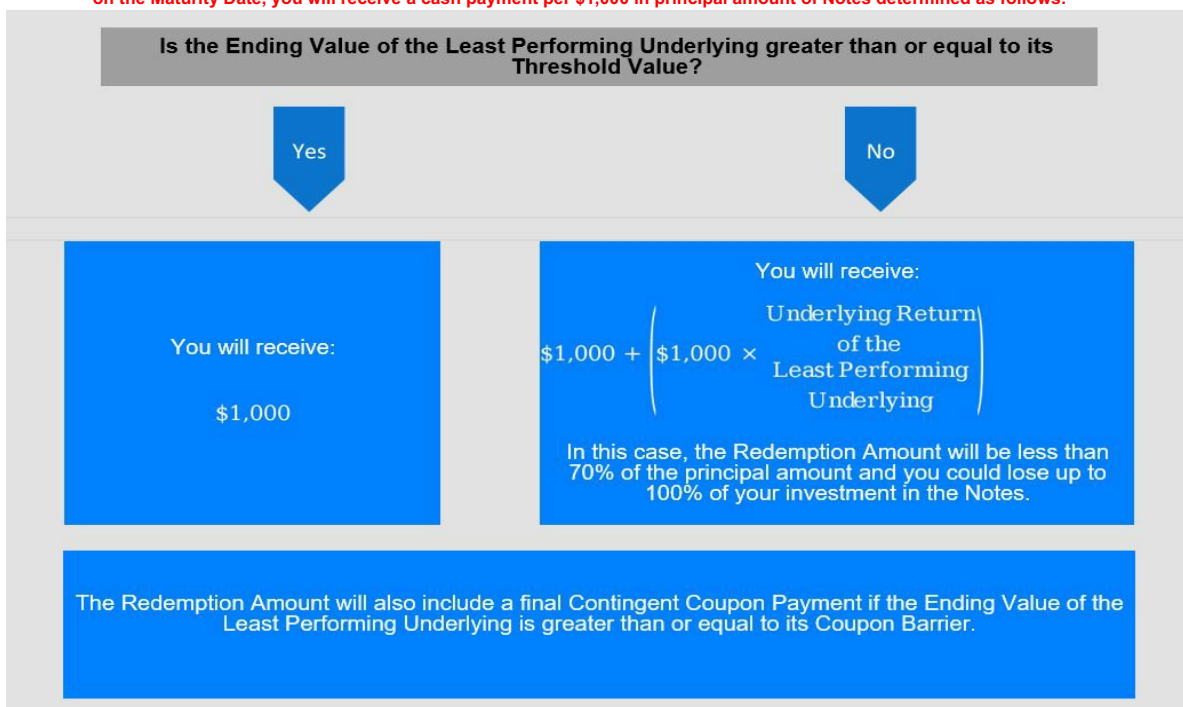 on the Maturity Date, you will receive a cash payment per $1,000 in principal amount of Notes determined as follows:
Is the Ending Value of the Least Performing Underlying greater than or equal to its
Threshold Value?
Yes
No
You will receive:
$1,000
You will receive:
$1,000 + ($1,000 × Underlying Return
of the
Least Performing
Underlying)
In this case, the Redemption Amount will be less than
70% of the principal amount and you could lose up to
100% of your investment in the Notes.
The Redemption Amount will also include a final Contingent Coupon Payment if the Ending Value of the
Least Performing Underlying is greater than or equal to its Coupon Barrier.